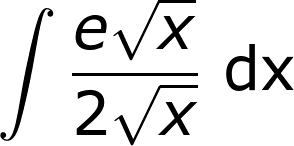 ∫ e√x / 2√x dx